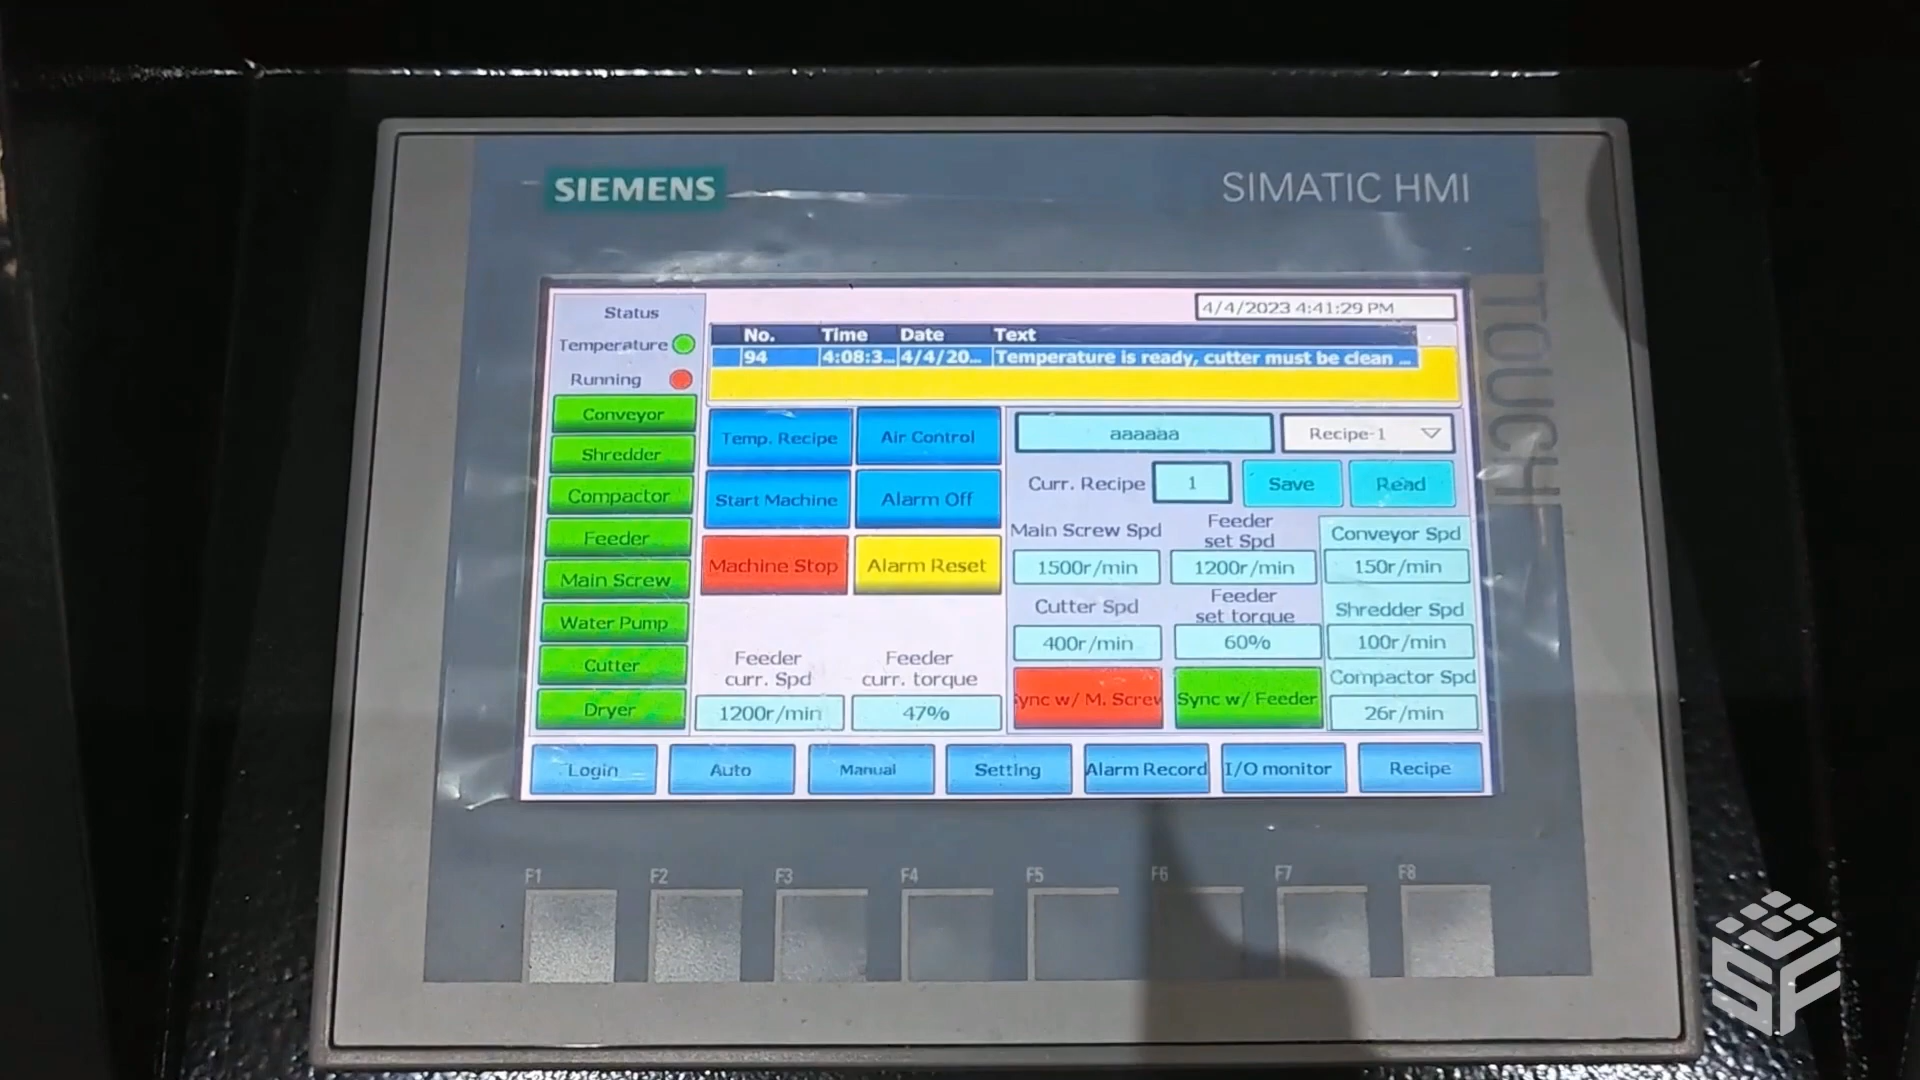 SIEMENS
SIMATIC HMI
TOUCH
Status
4/4/2023 4:41:29 PM
No. Time Date Text
94 4:08:3... 4/4/20... Temperature is ready, cutter must be clean ...
Temperature
Running
Conveyor
Shredder
Compactor
Feeder
Main Screw
Water Pump
Cutter
Dryer
Temp. Recipe
Air Control
Start Machine
Alarm Off
Machine Stop
Alarm Reset
Feeder curr. Spd
Feeder curr. torque
1200r/min
47%
aaaaaa
Recipe-1
Curr. Recipe
1
Save
Read
Main Screw Spd
Feeder set Spd
Conveyor Spd
1500r/min
1200r/min
150r/min
Cutter Spd
Feeder set torque
Shredder Spd
400r/min
60%
100r/min
ync w/ M. Screw
Sync w/ Feeder
Compactor Spd
26r/min
Login
Auto
Manual
Setting
Alarm Record
I/O monitor
Recipe
F1
F2
F3
F4
F5
F6
F7
F8